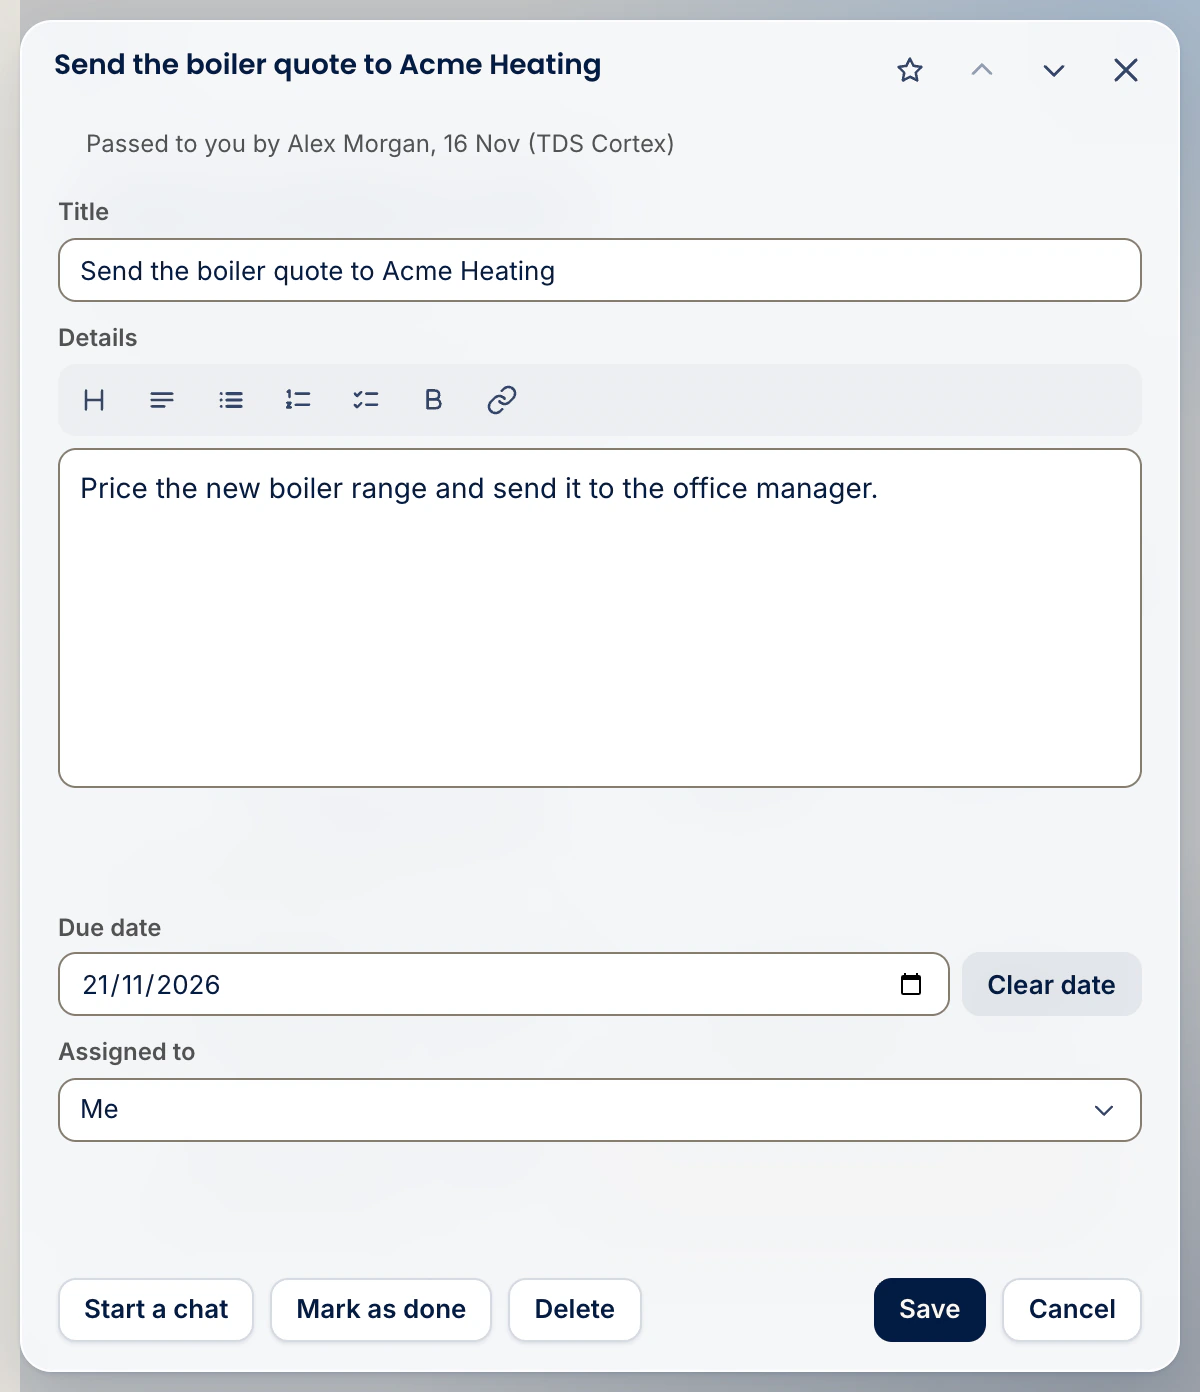 Send the boiler quote to Acme Heating
Passed to you by Alex Morgan, 16 Nov (TDS Cortex)
Title
Send the boiler quote to Acme Heating
Details
H B
Price the new boiler range and send it to the office manager.
Due date
21/11/2026 Clear date
Assigned to
Me
Start a chat Mark as done Delete Save Cancel